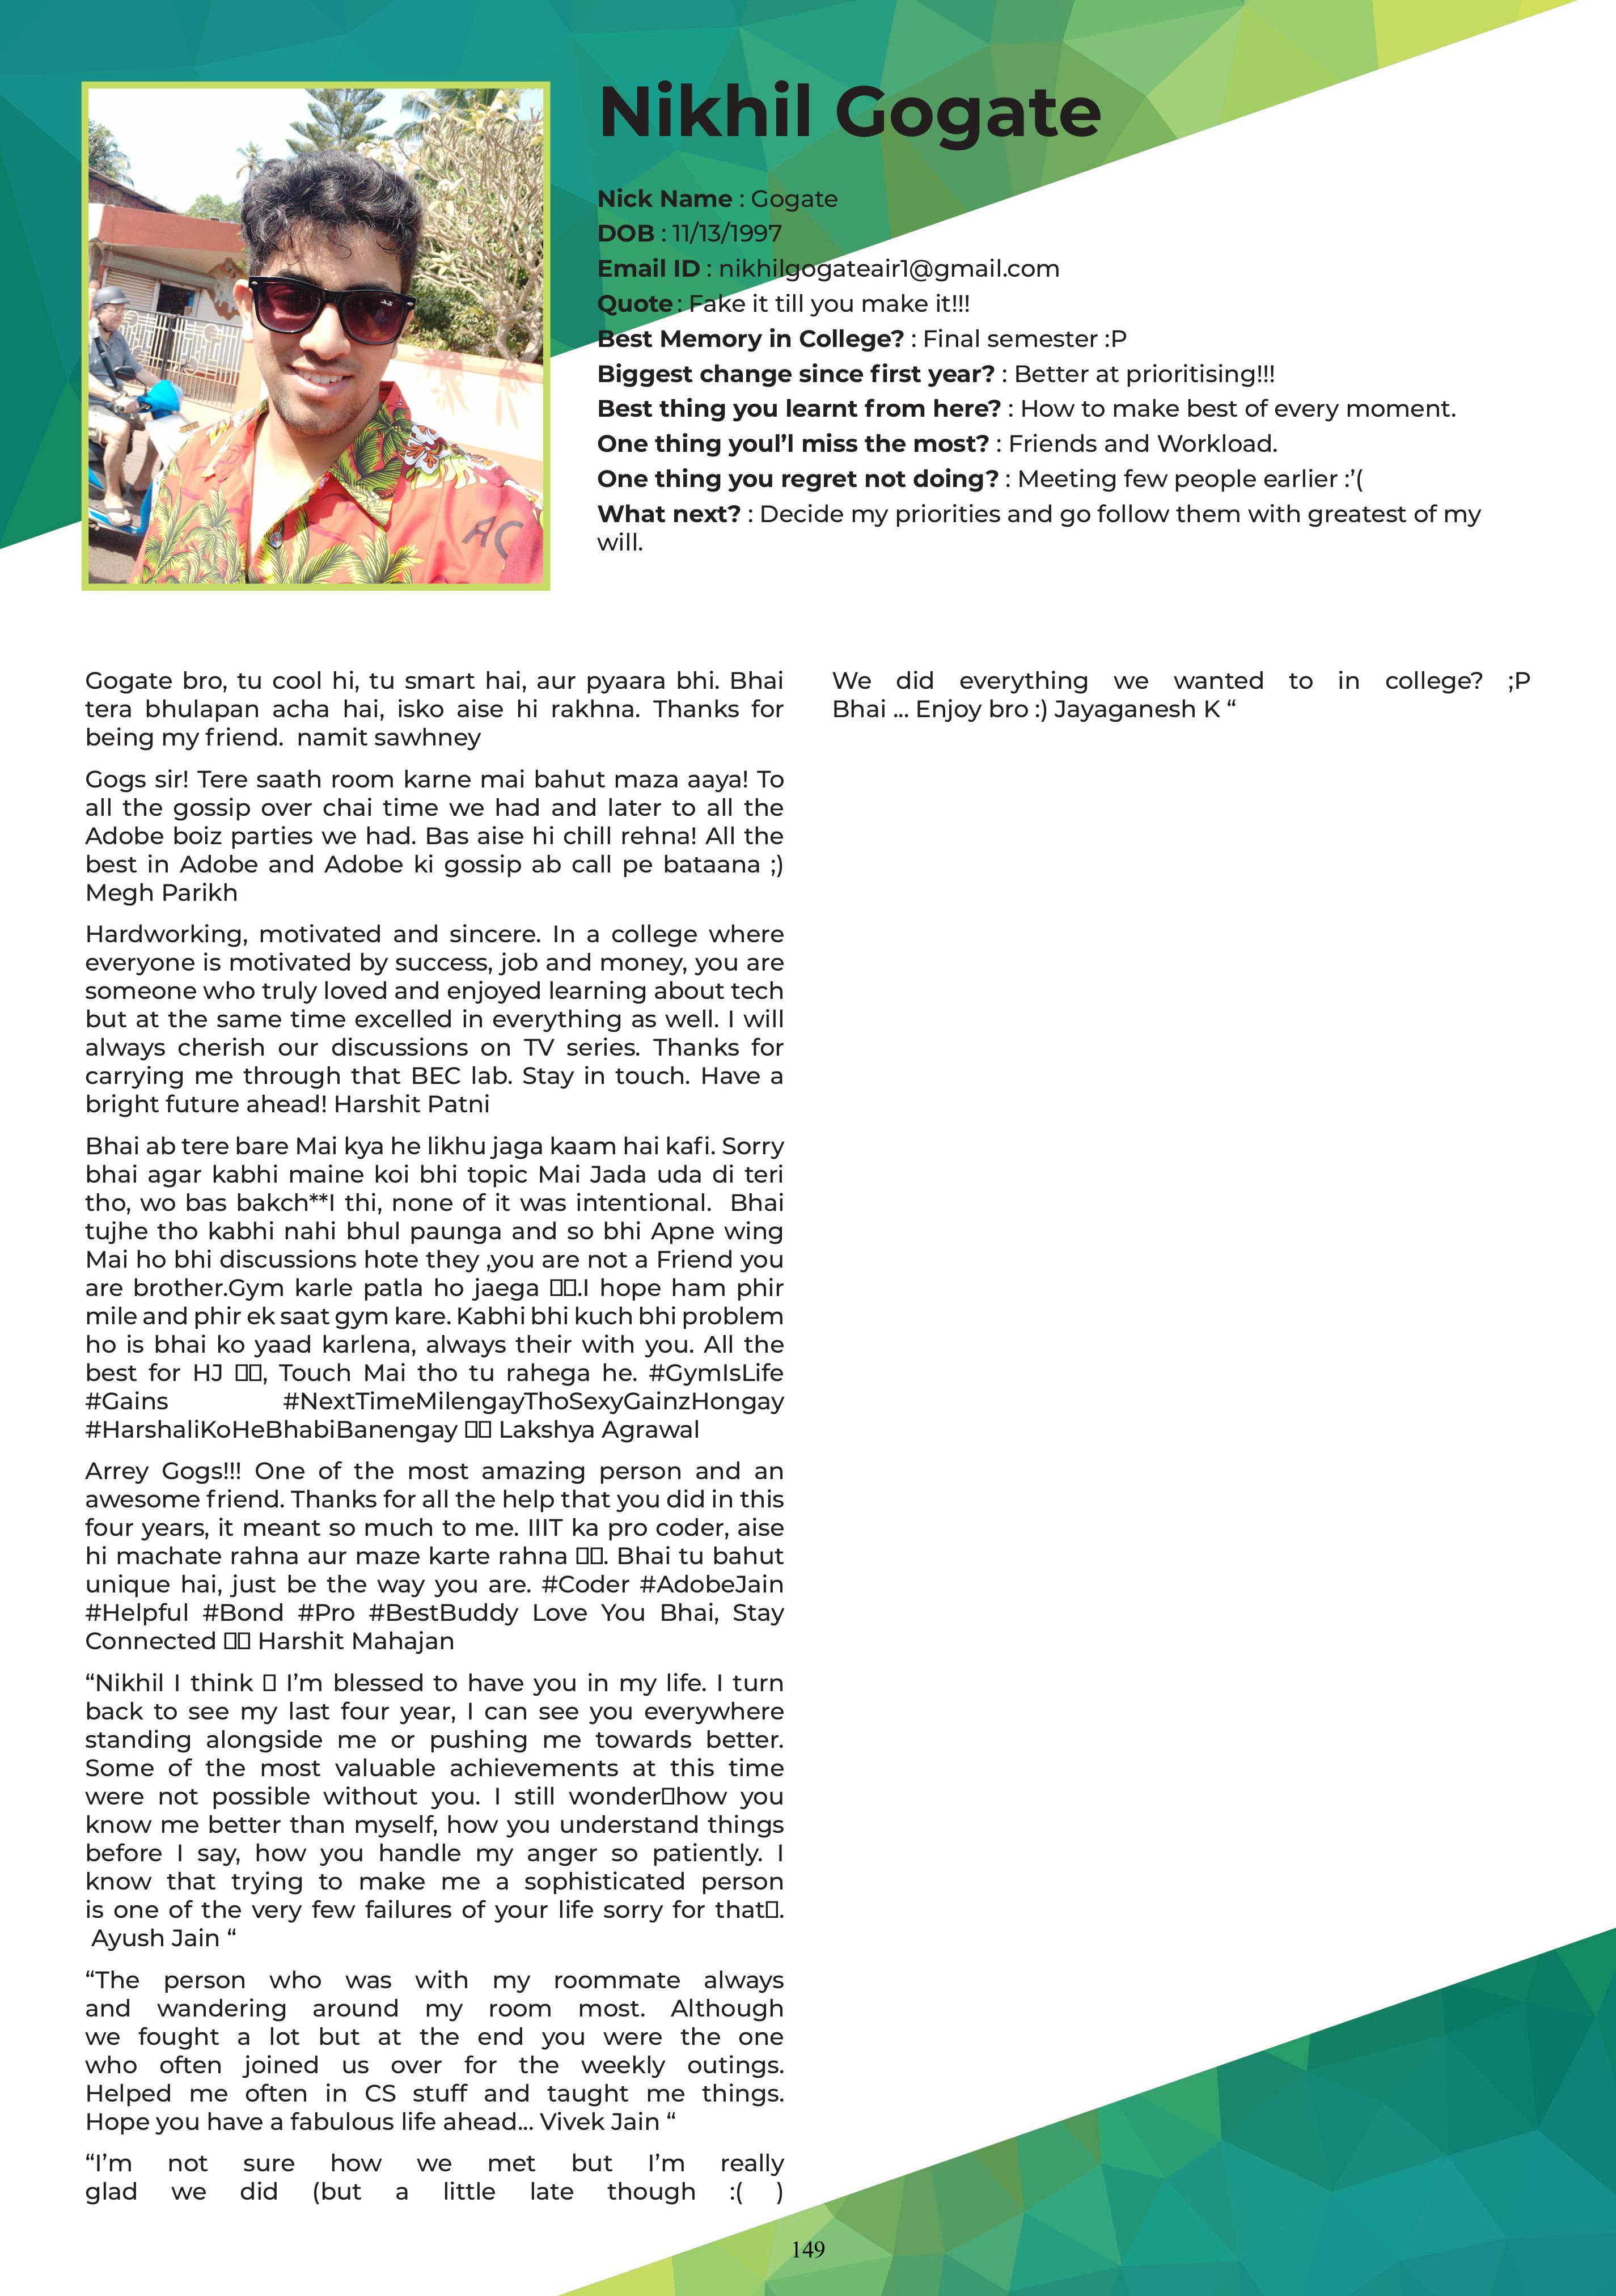 Nikhil Gogate
Nick Name : Gogate
DOB : 11/13/1997
Email ID : nikhilgogateair1@gmail.com
Quote : Fake it till you make it!!!
Best Memory in College? : Final semester :P
Biggest change since first year? : Better at prioritising!!!
Best thing you learnt from here? : How to make best of every moment.
One thing youl’l miss the most? : Friends and Workload.
One thing you regret not doing? : Meeting few people earlier :’(
What next? : Decide my priorities and go follow them with greatest of my
will.
Gogate bro, tu cool hi, tu smart hai, aur pyaara bhi. Bhai
tera bhulapan acha hai, isko aise hi rakhna. Thanks for
being my friend.  namit sawhney
Gogs sir! Tere saath room karne mai bahut maza aaya! To
all the gossip over chai time we had and later to all the
Adobe boiz parties we had. Bas aise hi chill rehna! All the
best in Adobe and Adobe ki gossip ab call pe bataana ;)
Megh Parikh
Hardworking, motivated and sincere. In a college where
everyone is motivated by success, job and money, you are
someone who truly loved and enjoyed learning about tech
but at the same time excelled in everything as well. I will
always cherish our discussions on TV series. Thanks for
carrying me through that BEC lab. Stay in touch. Have a
bright future ahead! Harshit Patni
Bhai ab tere bare Mai kya he likhu jaga kaam hai kafi. Sorry
bhai agar kabhi maine koi bhi topic Mai Jada uda di teri
tho, wo bas bakch**I thi, none of it was intentional.  Bhai
tujhe tho kabhi nahi bhul paunga and so bhi Apne wing
Mai ho bhi discussions hote they ,you are not a Friend you
are brother.Gym karle patla ho jaega □□.I hope ham phir
mile and phir ek saat gym kare. Kabhi bhi kuch bhi problem
ho is bhai ko yaad karlena, always their with you. All the
best for HJ □□, Touch Mai tho tu rahega he. #GymIsLife
#Gains #NextTimeMilengayThoSexyGainzHongay
#HarshaliKoHeBhabiBanengay □□ Lakshya Agrawal
Arrey Gogs!!! One of the most amazing person and an
awesome friend. Thanks for all the help that you did in this
four years, it meant so much to me. IIIT ka pro coder, aise
hi machate rahna aur maze karte rahna □□. Bhai tu bahut
unique hai, just be the way you are. #Coder #AdobeJain
#Helpful #Bond #Pro #BestBuddy Love You Bhai, Stay
Connected □□ Harshit Mahajan
“Nikhil I think □ I’m blessed to have you in my life. I turn
back to see my last four year, I can see you everywhere
standing alongside me or pushing me towards better.
Some of the most valuable achievements at this time
were not possible without you. I still wonder□how you
know me better than myself, how you understand things
before I say, how you handle my anger so patiently. I
know that trying to make me a sophisticated person
is one of the very few failures of your life sorry for that□.
Ayush Jain “
“The person who was with my roommate always
and wandering around my room most. Although
we fought a lot but at the end you were the one
who often joined us over for the weekly outings.
Helped me often in CS stuff and taught me things.
Hope you have a fabulous life ahead... Vivek Jain “
“I’m not sure how we met but I’m really
glad we did (but a little late though :( )
We did everything we wanted to in college? ;P
Bhai ... Enjoy bro :) Jayaganesh K “
149